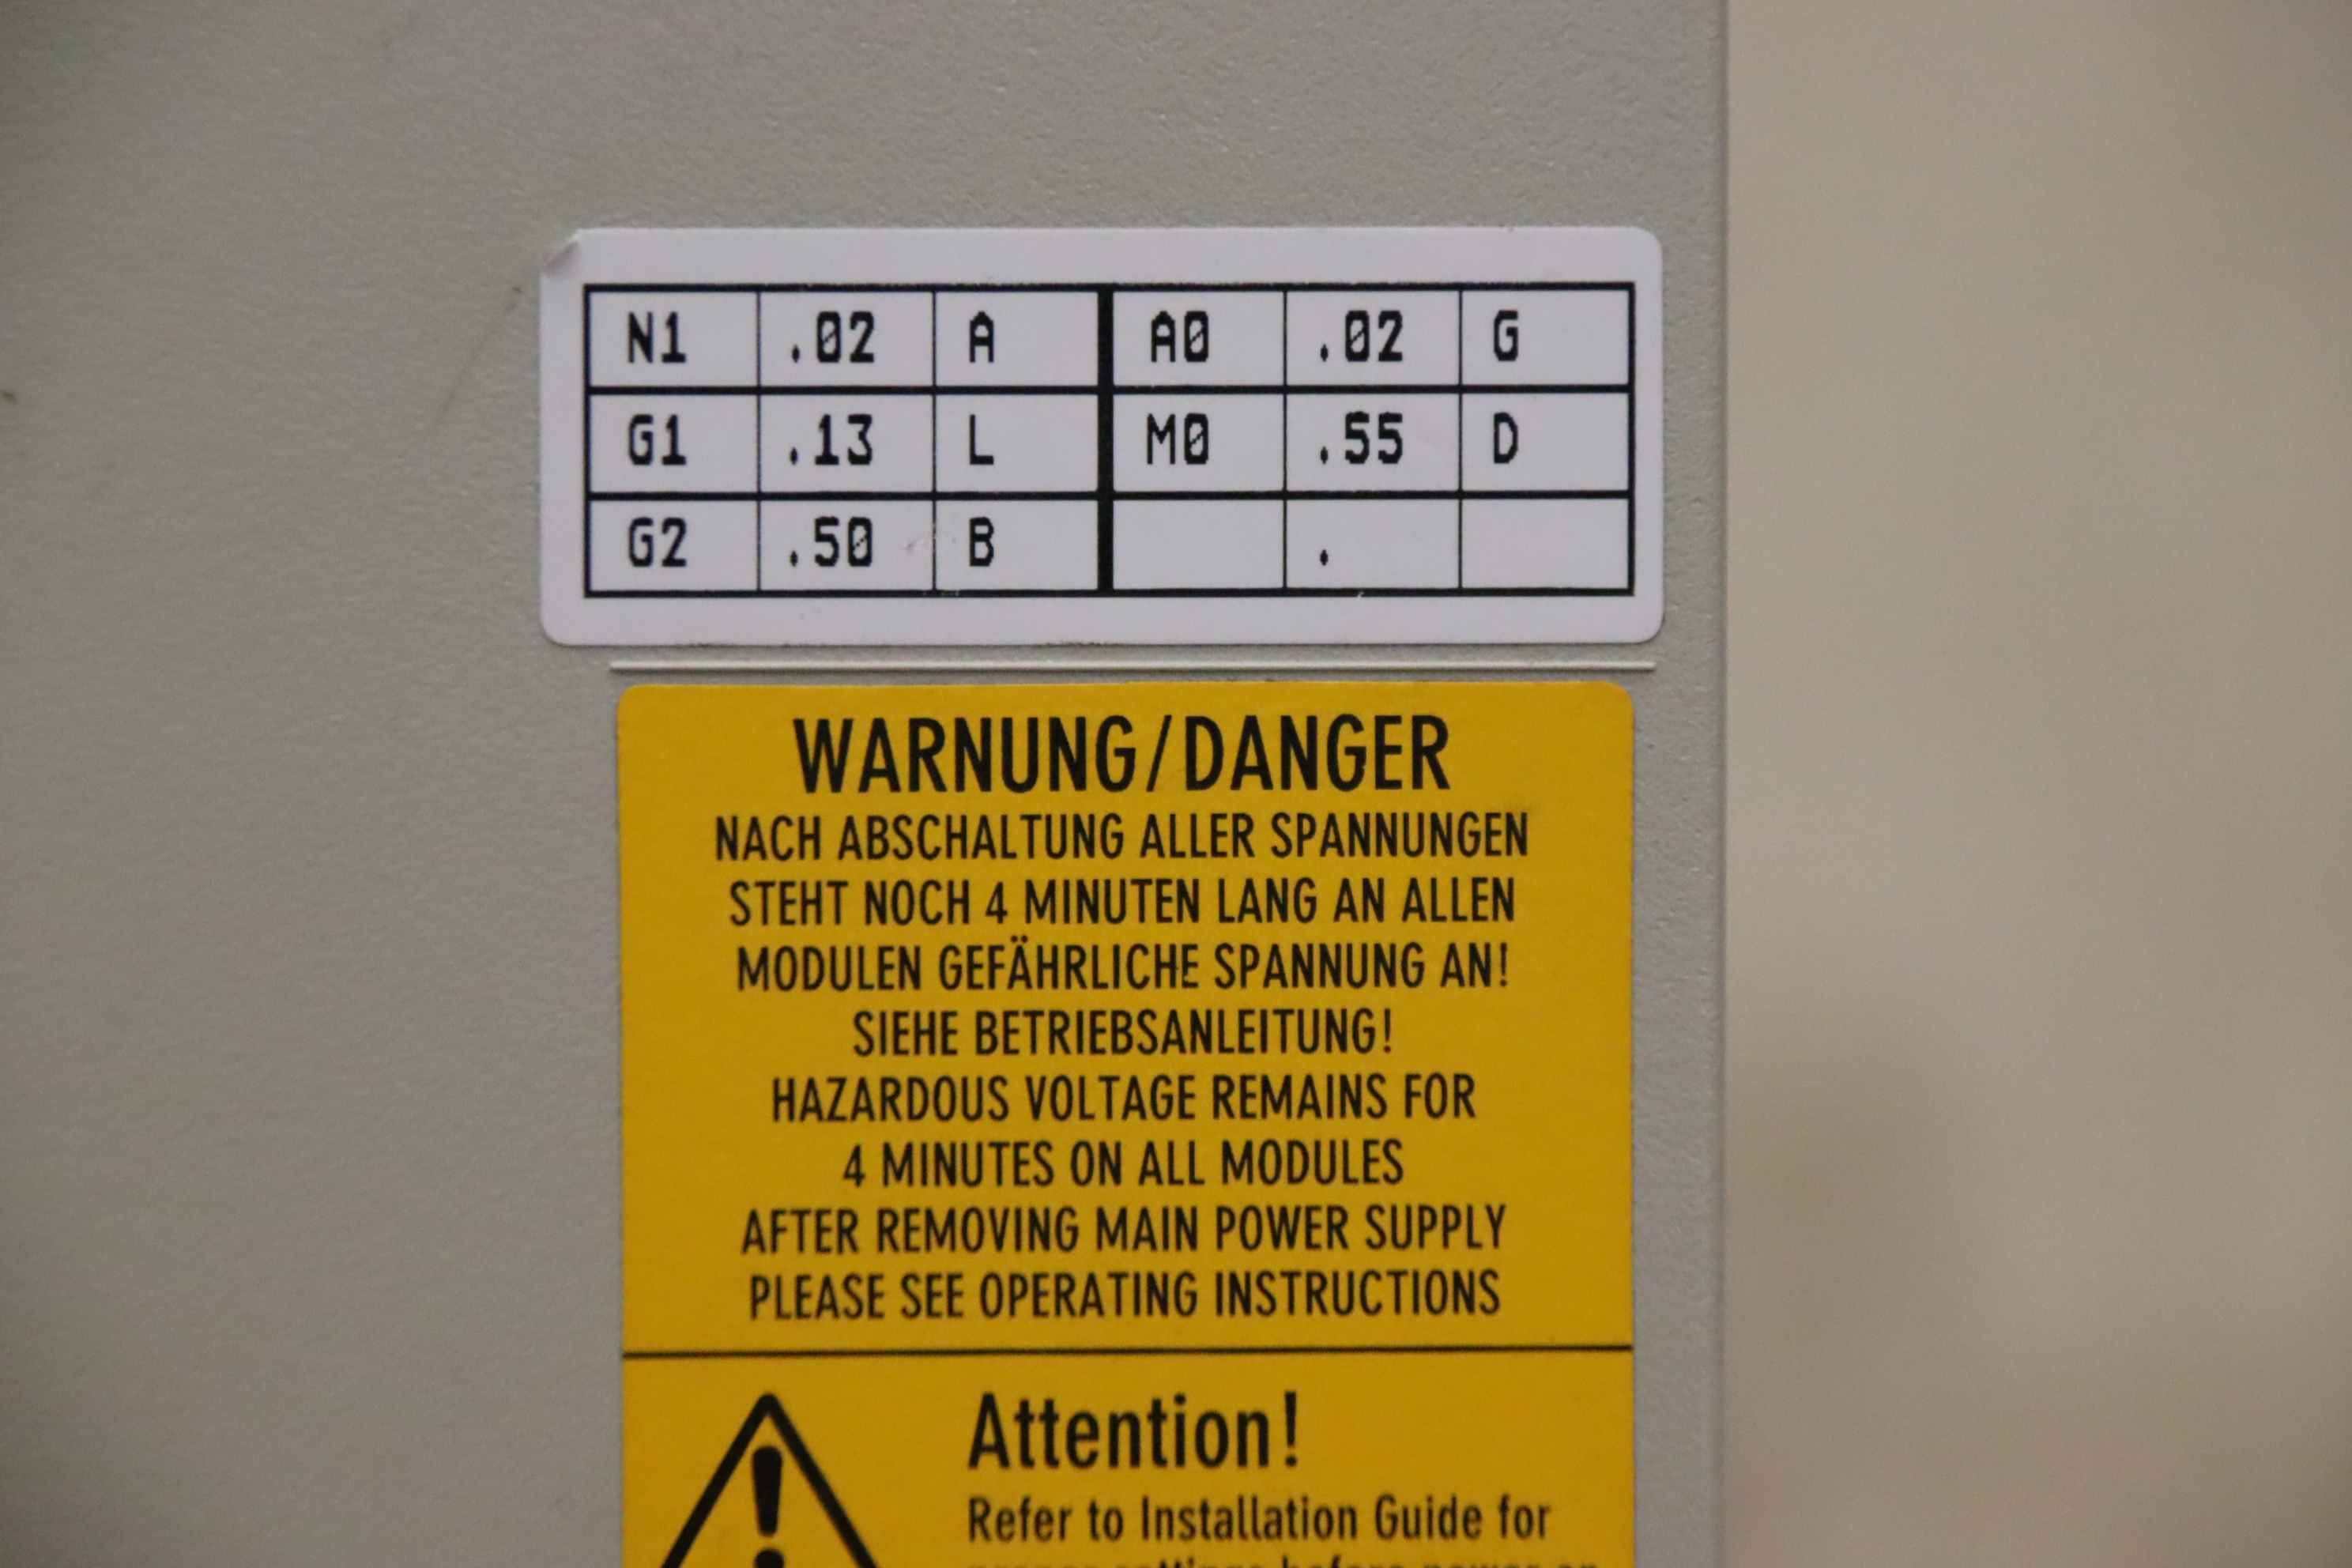 N1 .02 A A0 .02 G
G1 .13 L M0 .55 D
G2 .50 B .
WARNUNG/DANGER
NACH ABSCHALTUNG ALLER SPANNUNGEN
STEHT NOCH 4 MINUTEN LANG AN ALLEN
MODULEN GEFÄHRLICHE SPANNUNG AN!
SIEHE BETRIEBSANLEITUNG!
HAZARDOUS VOLTAGE REMAINS FOR
4 MINUTES ON ALL MODULES
AFTER REMOVING MAIN POWER SUPPLY
PLEASE SEE OPERATING INSTRUCTIONS
Attention!
Refer to Installation Guide for